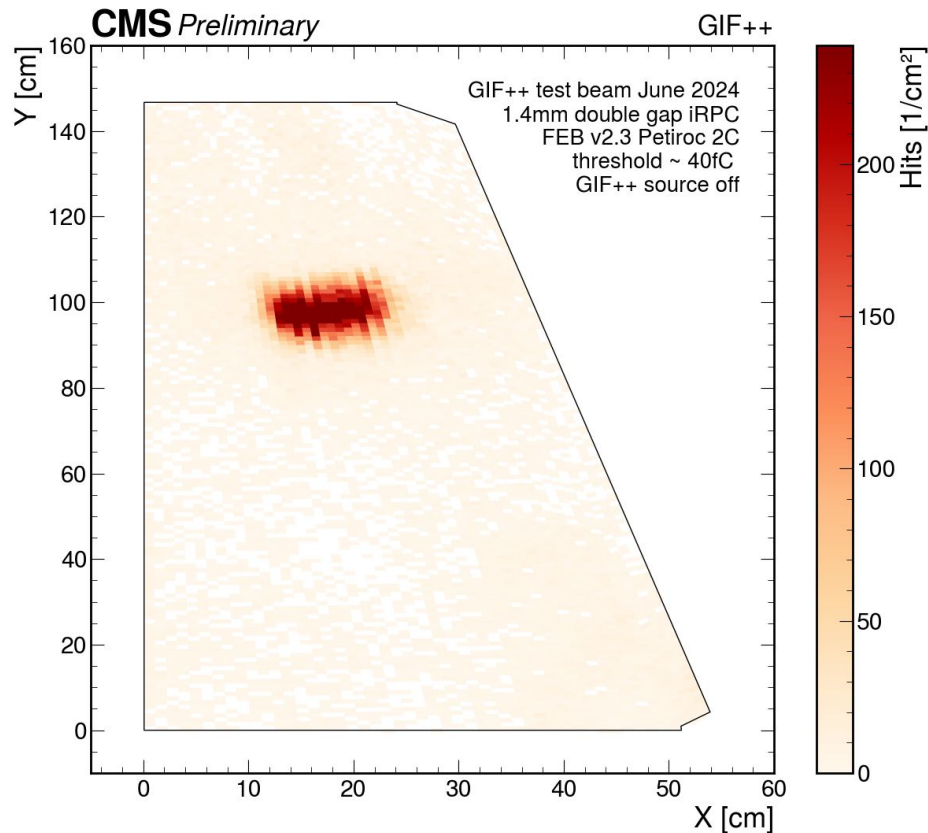 CMS Preliminary GIF++
GIF++ test beam June 2024
1.4mm double gap iRPC
FEB v2.3 Petiroc 2C
threshold ~ 40fC
GIF++ source off
Y [cm]
160
140
120
100
80
60
40
20
0
0 10 20 30 40 50 60
X [cm]
Hits [1/cm²]
200
150
100
50
0